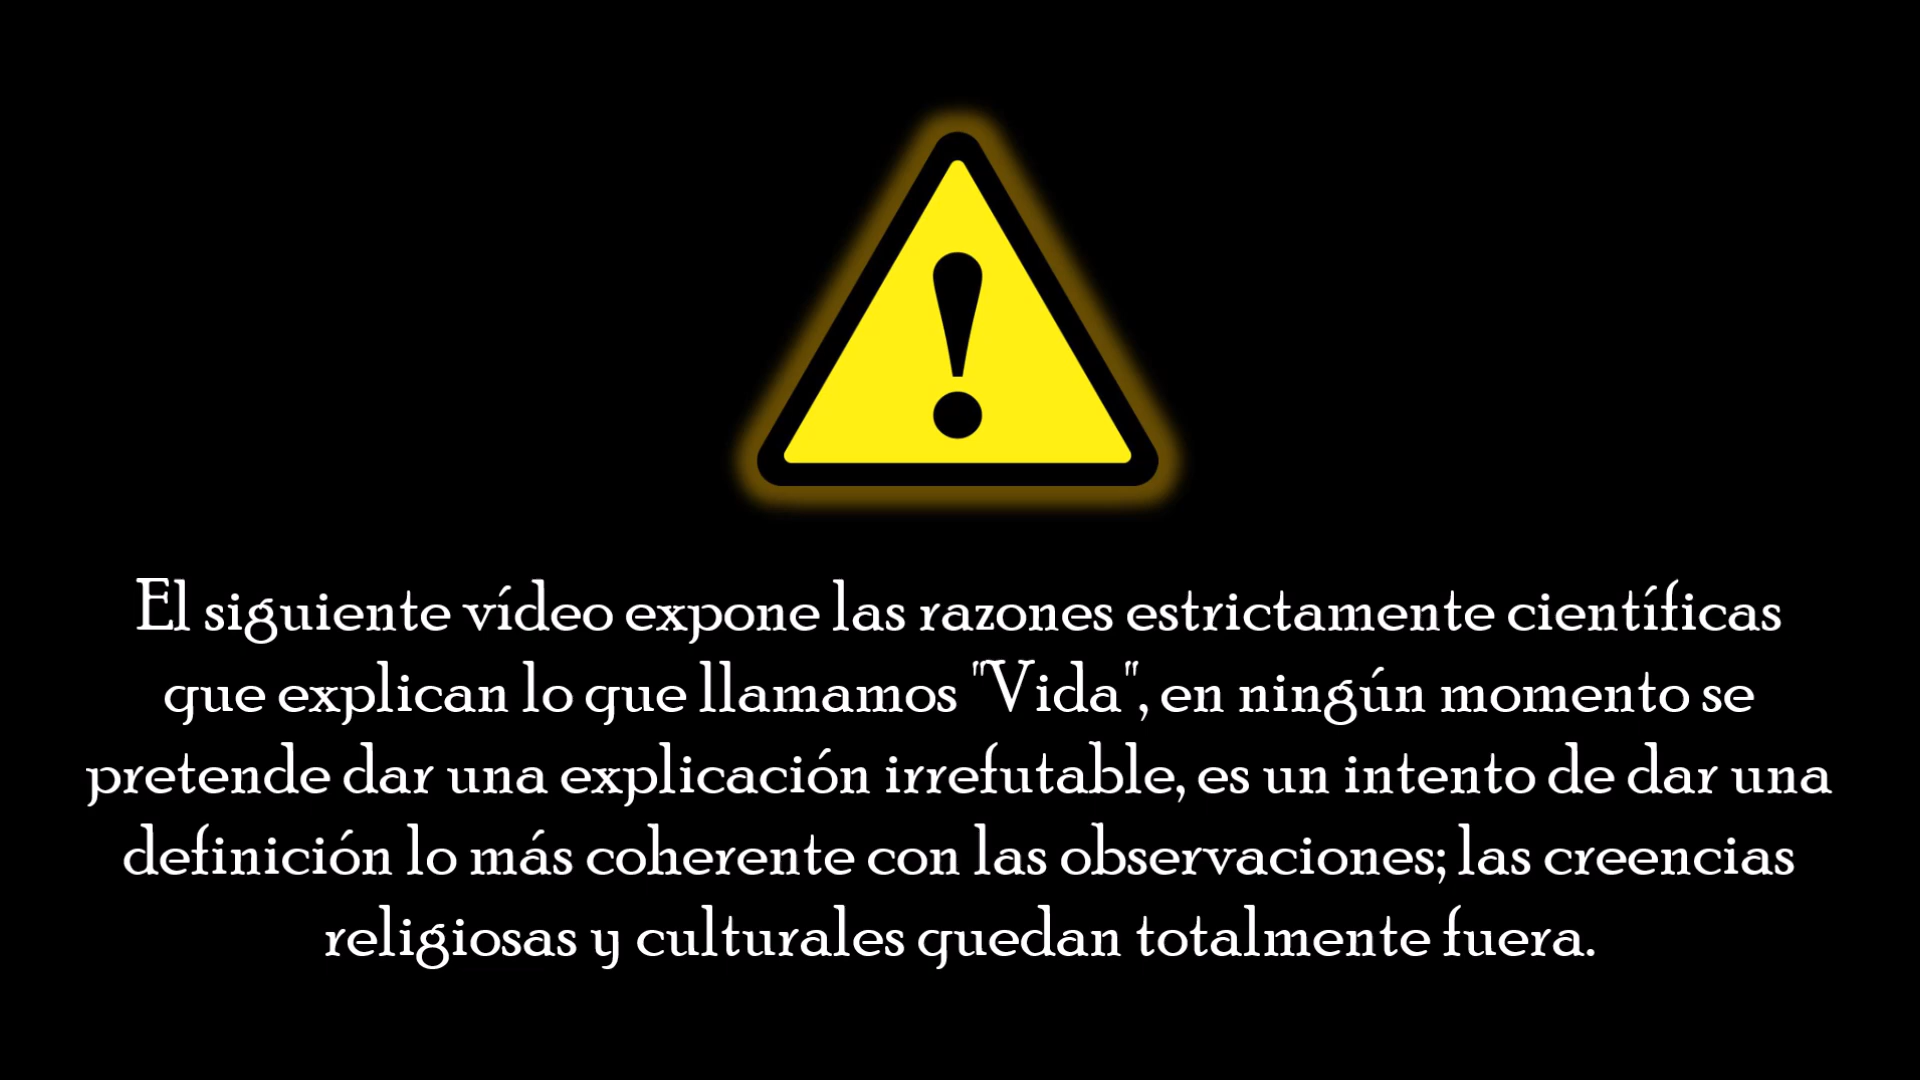 El siguiente vídeo expone las razones estrictamente científicas
que explican lo que llamamos "Vida", en ningún momento se
pretende dar una explicación irrefutable, es un intento de dar una
definición lo más coherente con las observaciones; las creencias
religiosas y culturales quedan totalmente fuera.